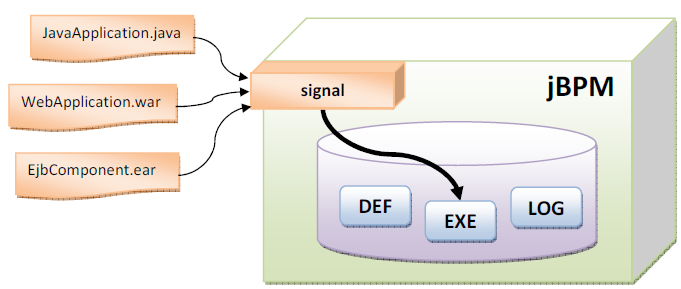 JavaApplication.java
WebApplication.war
EjbComponent.ear
signal
jBPM
DEF
EXE
LOG